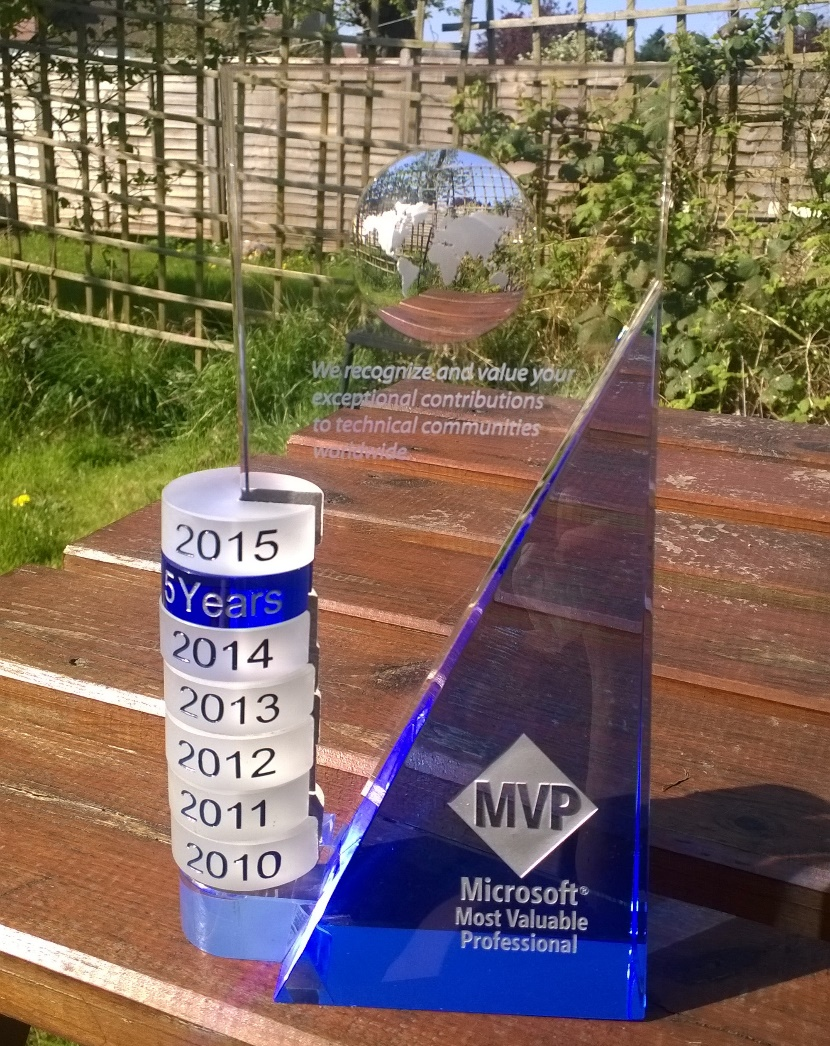 We recognize and value your
exceptional contributions
to technical communities
worldwide
2015
5Years
2014
2013
2012
2011
2010
MVP
Microsoft®
Most Valuable
Professional